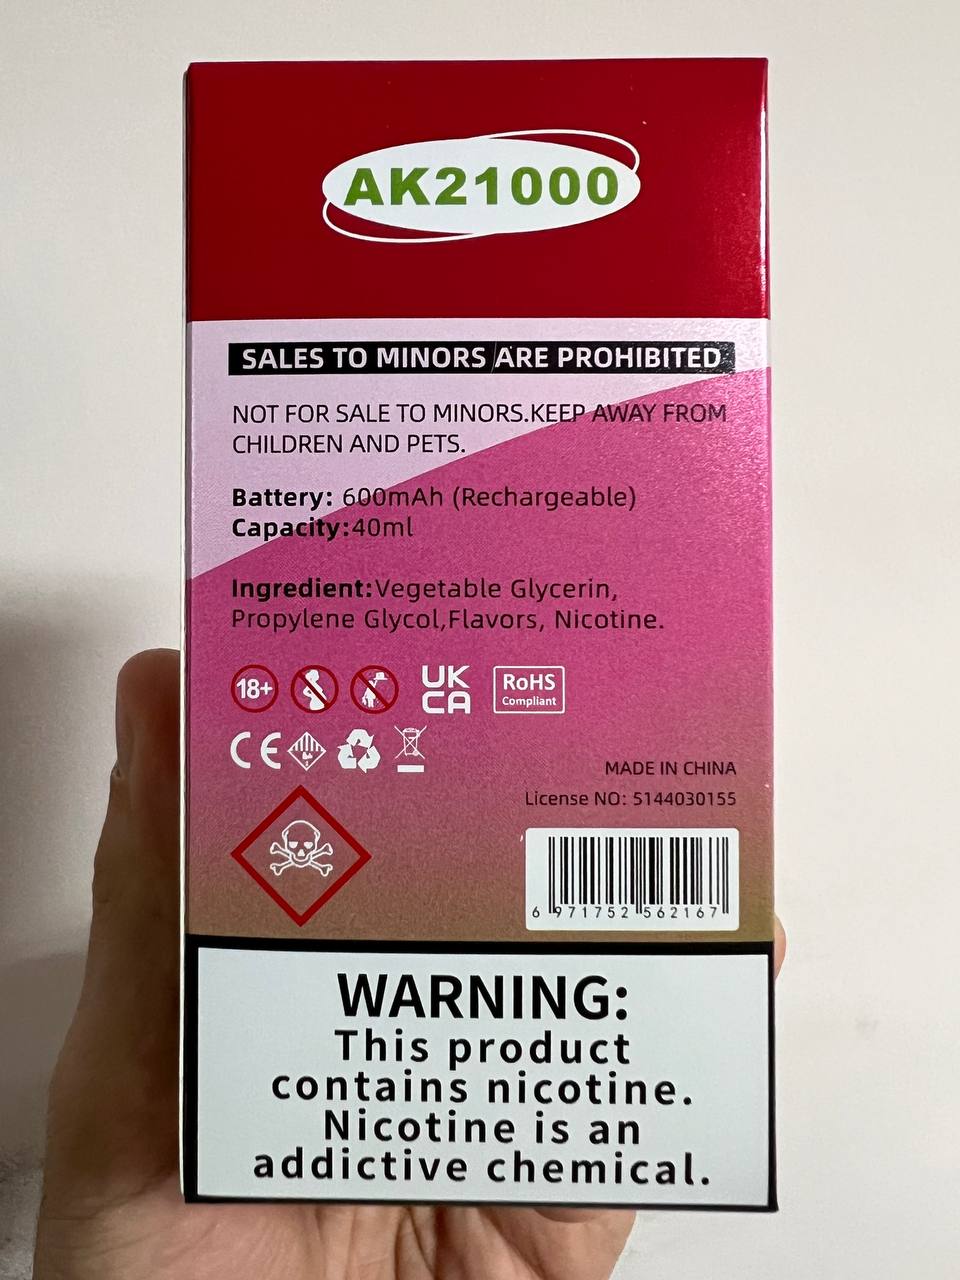 AK21000
SALES TO MINORS ARE PROHIBITED
NOT FOR SALE TO MINORS.KEEP AWAY FROM
CHILDREN AND PETS.
Battery: 600mAh (Rechargeable)
Capacity:40ml
Ingredient:Vegetable Glycerin,
Propylene Glycol,Flavors, Nicotine.
18+
UK
CA
RoHS
Compliant
CE
MADE IN CHINA
License NO: 5144030155
6 971752 562167
WARNING:
This product
contains nicotine.
Nicotine is an
addictive chemical.